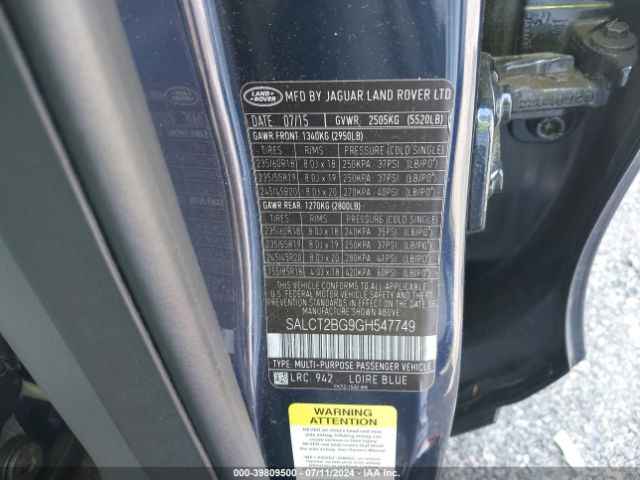 LAND ROVER
MFD BY JAGUAR LAND ROVER LTD
DATE 07/15 GVWR 2505KG (5520LB)
GAWR FRONT 1340KG (2950LB)
TIRES RIMS PRESSURE (COLD SINGLE)
235/60R18 8.0J x 18 250KPA 37PSI (LB/PO²)
235/55R19 8.0J x 19 250KPA 37PSI (LB/PO²)
245/45R20 8.0J x 20 270KPA 40PSI (LB/PO²)
GAWR REAR 1270KG (2800LB)
TIRES RIMS PRESSURE (COLD SINGLE)
235/60R18 8.0J x 18 240KPA 35PSI (LB/PO²)
235/55R19 8.0J x 19 250KPA 37PSI (LB/PO²)
245/45R20 8.0J x 20 280KPA 41PSI (LB/PO²)
155/85R18 4.0J x 18 420KPA 60PSI (LB/PO²)
THIS VEHICLE CONFORMS TO ALL APPLICABLE
U.S. FEDERAL MOTOR VEHICLE SAFETY AND THEFT
PREVENTION STANDARDS IN EFFECT ON THE DATE
OF MANUFACTURE SHOWN ABOVE
SALCT2BG9GH547749
TYPE: MULTI-PURPOSE PASSENGER VEHICLE
LRC: 942 LOIRE BLUE
WARNING
ATTENTION
# 39809500 - 07/11/2024 - IAA Inc.